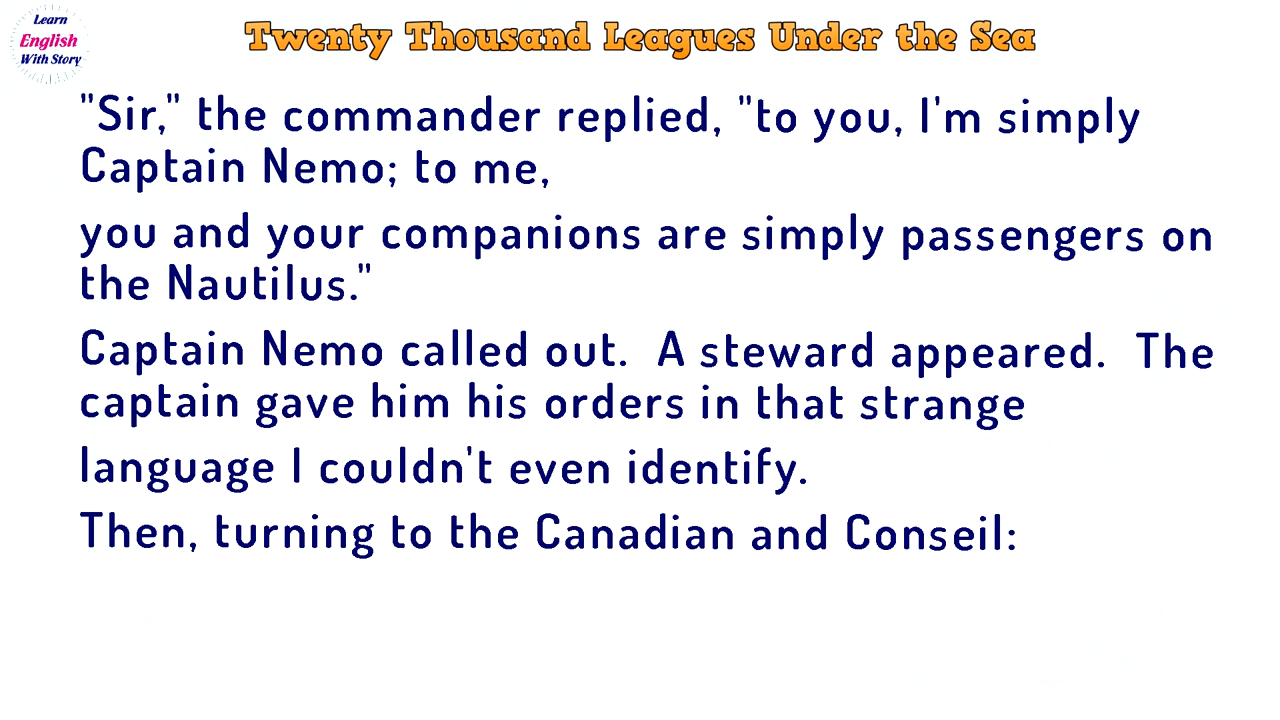 Learn
English
With Story
Twenty Thousand Leagues Under the Sea
"Sir," the commander replied, "to you, I'm simply
Captain Nemo; to me,
you and your companions are simply passengers on
the Nautilus."
Captain Nemo called out.  A steward appeared.  The
captain gave him his orders in that strange
language I couldn't even identify.
Then, turning to the Canadian and Conseil: